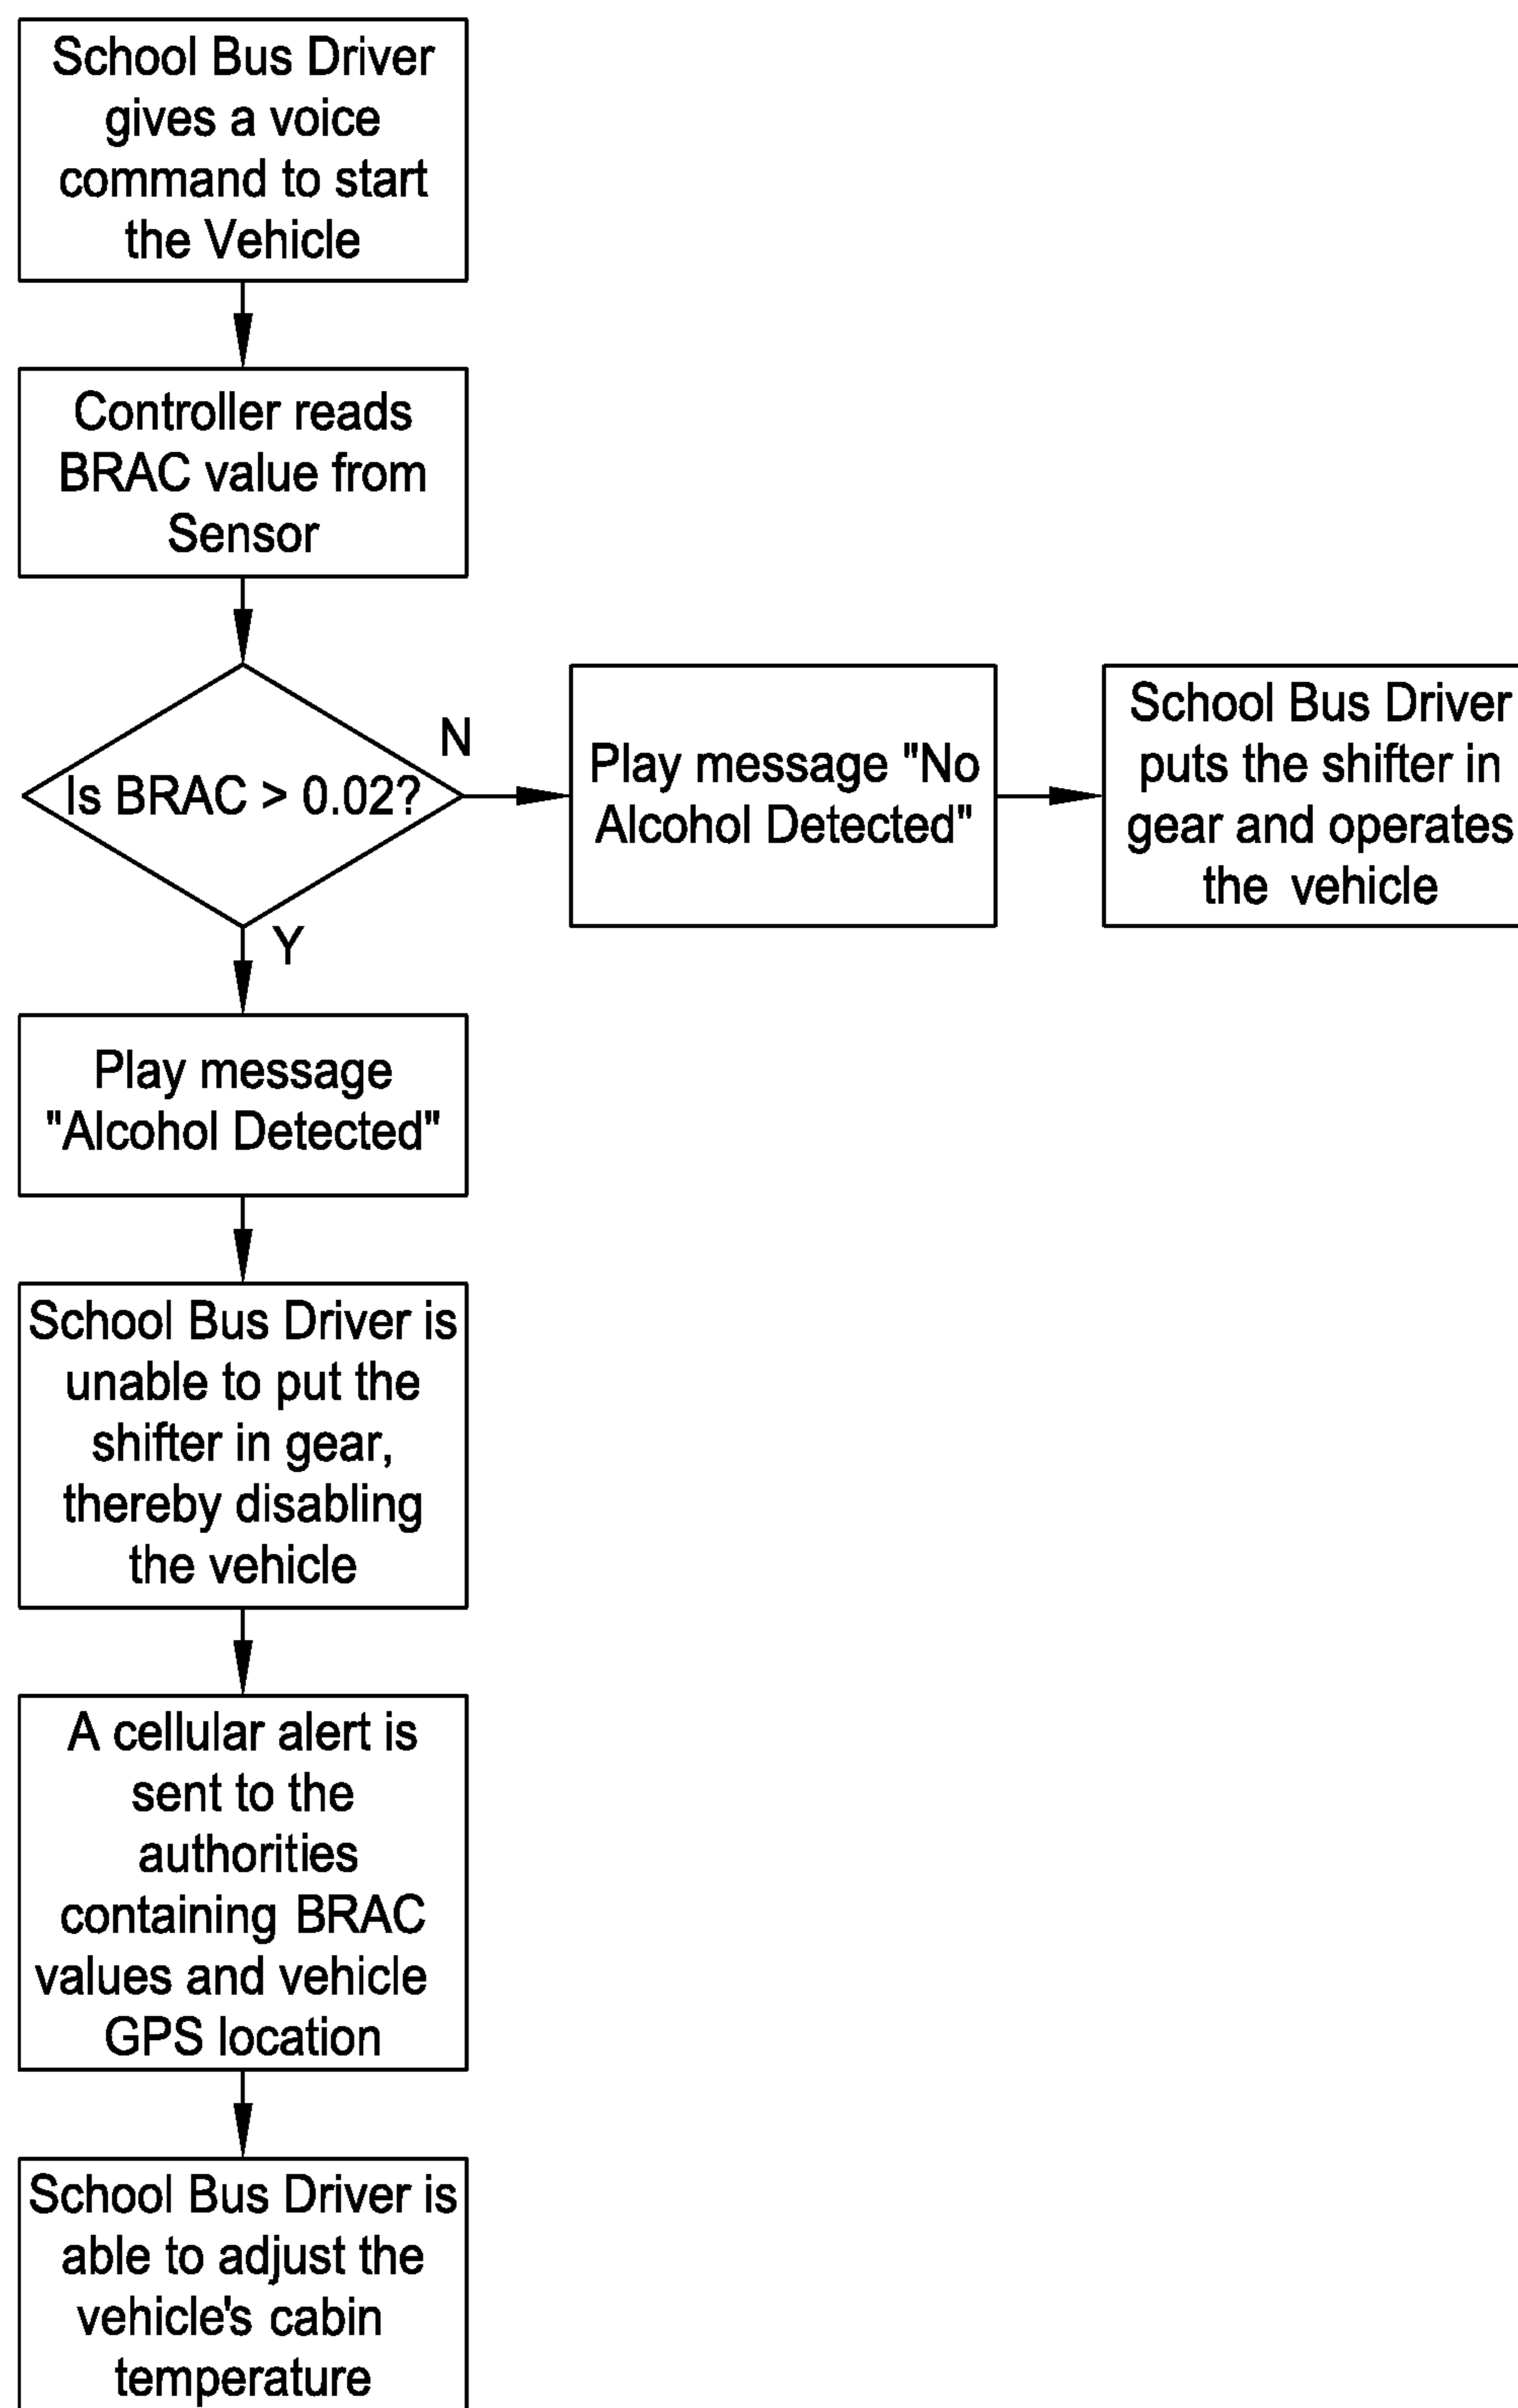 School Bus Driver
gives a voice
command to start
the Vehicle
Controller reads
BRAC value from
Sensor
Is BRAC > 0.02?
N
Play message "No
Alcohol Detected"
School Bus Driver
puts the shifter in
gear and operates
the vehicle
Y
Play message
"Alcohol Detected"
School Bus Driver is
unable to put the
shifter in gear,
thereby disabling
the vehicle
A cellular alert is
sent to the
authorities
containing BRAC
values and vehicle
GPS location
School Bus Driver is
able to adjust the
vehicle's cabin
temperature